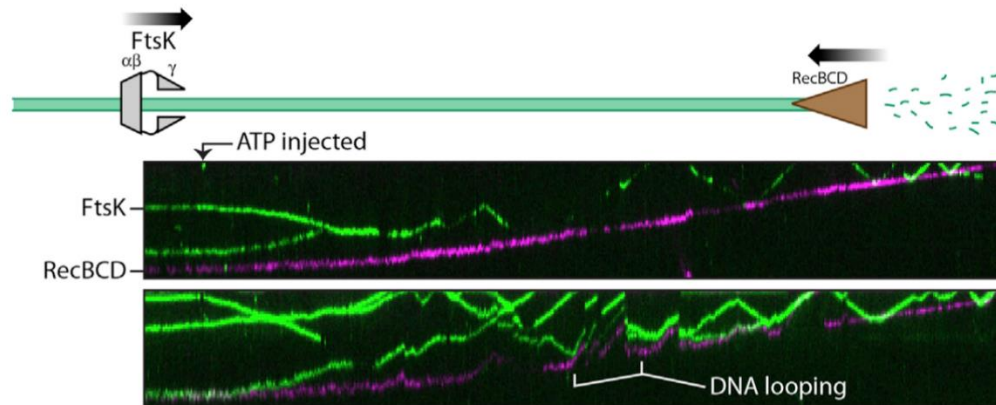 FtsK
αβ
γ
RecBCD
ATP injected
FtsK
RecBCD
DNA looping